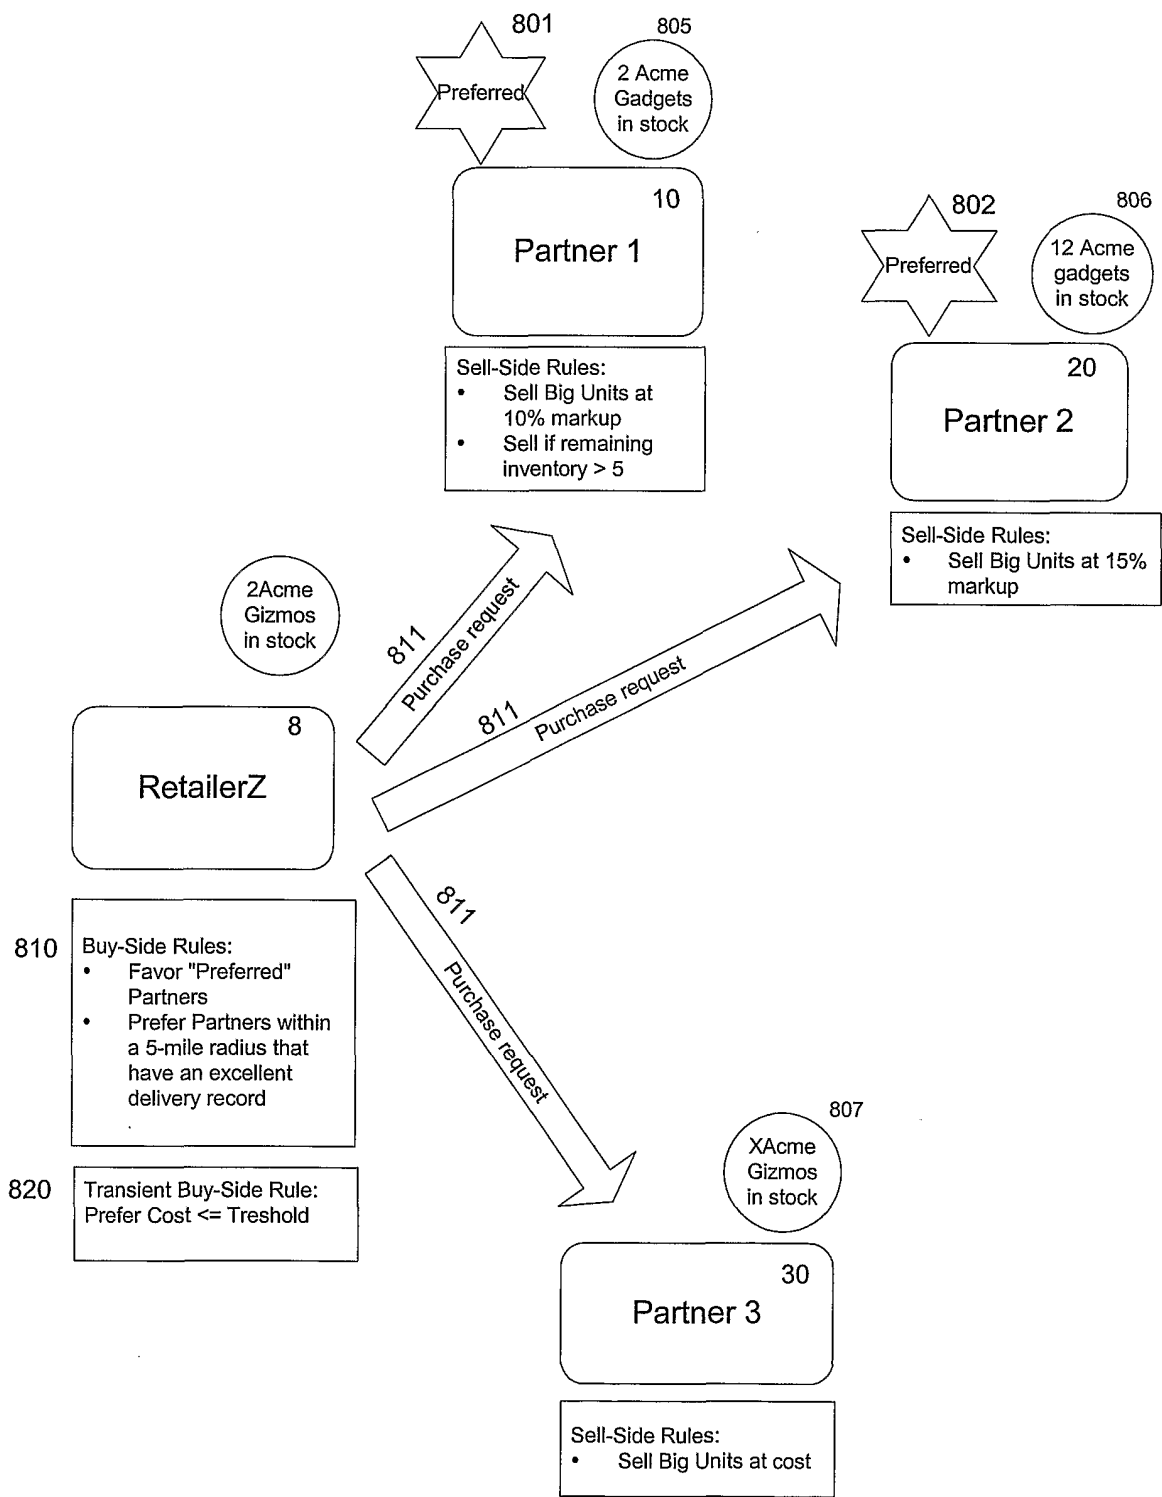 801
805
Preferred
2 Acme
Gadgets
in stock
10
Partner 1
Sell-Side Rules:
• Sell Big Units at
10% markup
• Sell if remaining
inventory > 5
802
806
Preferred
12 Acme
gadgets
in stock
20
Partner 2
Sell-Side Rules:
• Sell Big Units at 15%
markup
2Acme
Gizmos
in stock
811
Purchase request
811
Purchase request
8
RetailerZ
811
Purchase request
810
Buy-Side Rules:
• Favor "Preferred"
Partners
• Prefer Partners within
a 5-mile radius that
have an excellent
delivery record
820
Transient Buy-Side Rule:
Prefer Cost <= Treshold
807
XAcme
Gizmos
in stock
30
Partner 3
Sell-Side Rules:
• Sell Big Units at cost